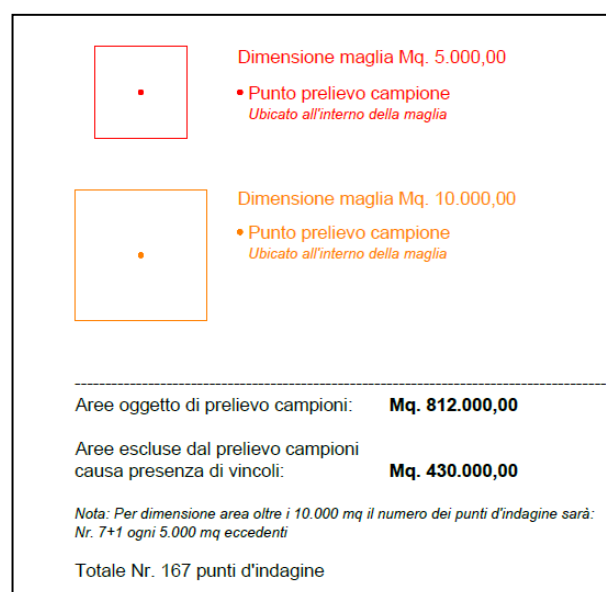 Dimensione maglia Mq. 5.000,00
Punto prelievo campione
Ubicato all'interno della maglia
Dimensione maglia Mq. 10.000,00
Punto prelievo campione
Ubicato all'interno della maglia
Aree oggetto di prelievo campioni: Mq. 812.000,00
Aree escluse dal prelievo campioni
causa presenza di vincoli: Mq. 430.000,00
Nota: Per dimensione area oltre i 10.000 mq il numero dei punti d'indagine sarà:
Nr. 7+1 ogni 5.000 mq eccedenti
Totale Nr. 167 punti d'indagine